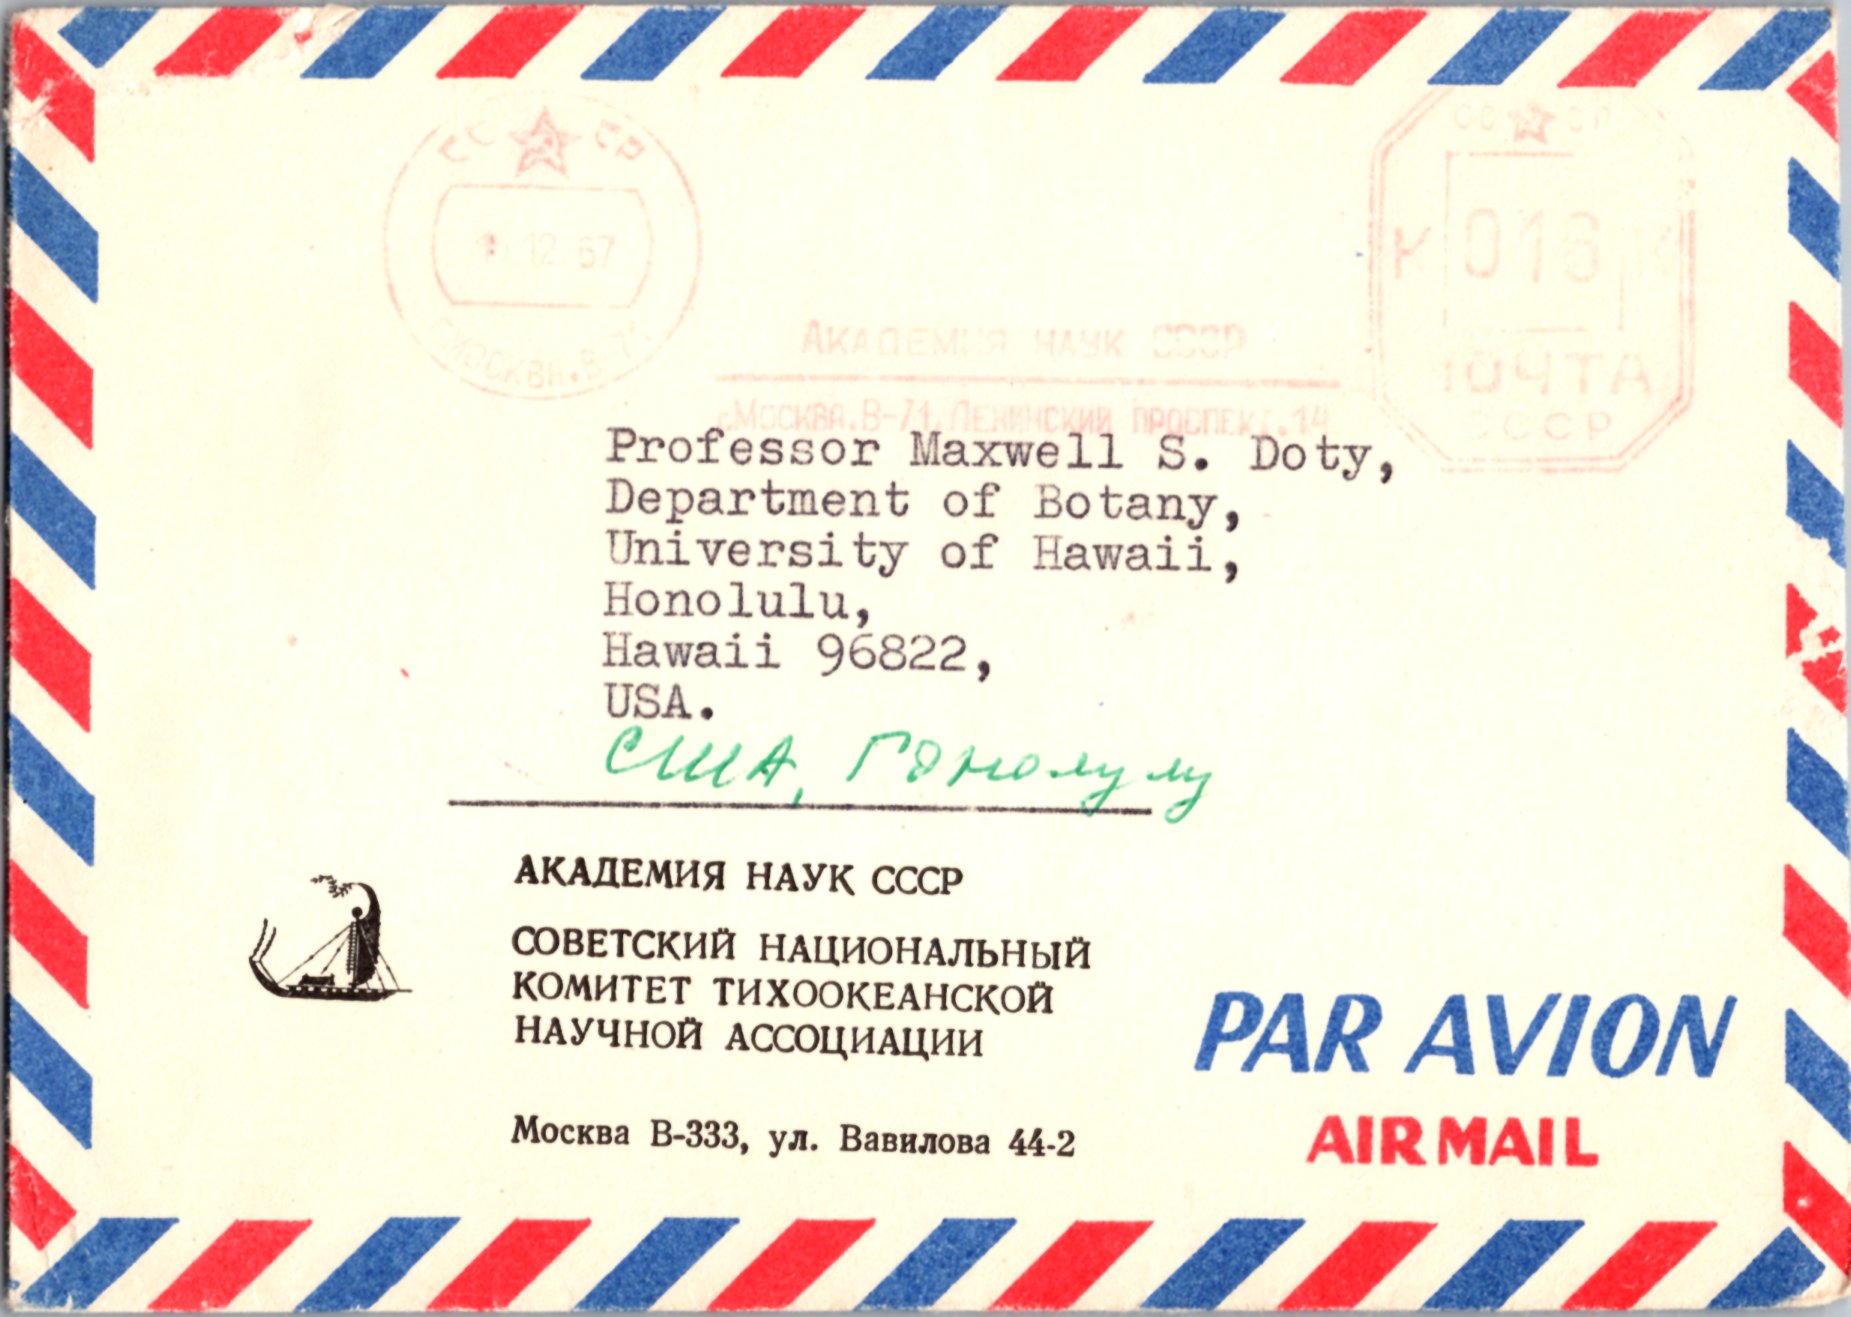 СССР
12 67
МОСКВА.В-71
АКАДЕМИЯ НАУК СССР
г.МОСКВА.В-71,ЛЕНИНСКИЙ ПРОСПЕКТ.14
СССР
К 016 К
ПОЧТА
СССР
Professor Maxwell S. Doty,
Department of Botany,
University of Hawaii,
Honolulu,
Hawaii 96822,
USA.
США, Гонолулу
АКАДЕМИЯ НАУК СССР
СОВЕТСКИЙ НАЦИОНАЛЬНЫЙ
КОМИТЕТ ТИХООКЕАНСКОЙ
НАУЧНОЙ АССОЦИАЦИИ
Москва В-333, ул. Вавилова 44-2
PAR AVION
AIR MAIL